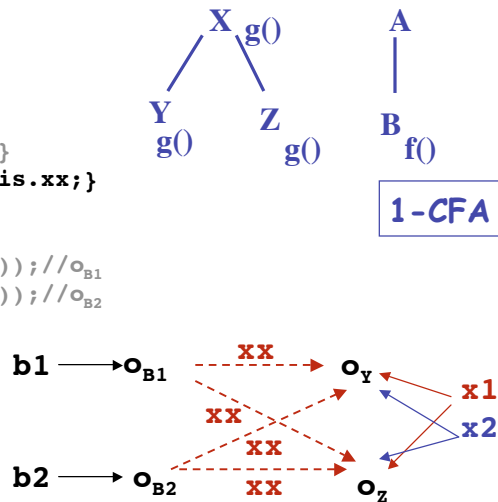 X g() A
Y Z B
g() g() f()
}
is.xx;}
1-CFA
));//oB1
));//oB2
b1 oB1 xx oY x1
xx x2
xx
b2 oB2 xx oZ